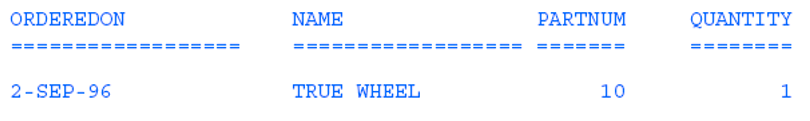 ORDEREDON NAME PARTNUM QUANTITY
================== ================== ======= ========
2-SEP-96 TRUE WHEEL 10 1